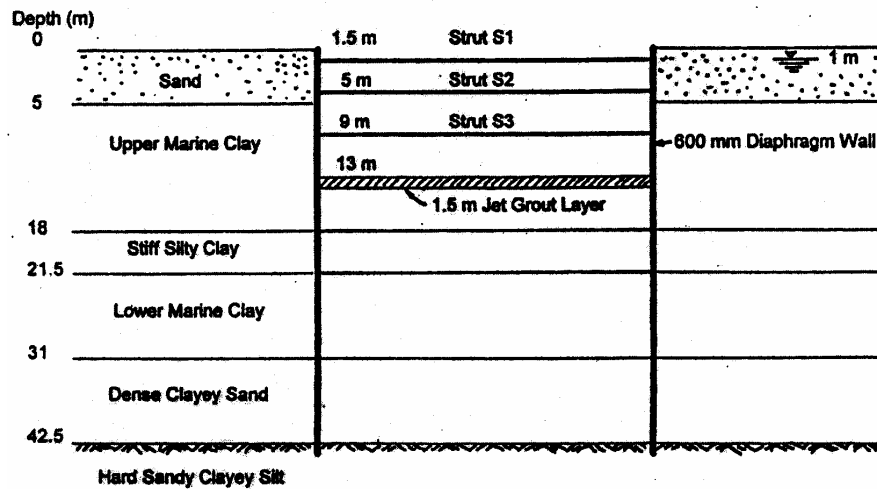 Depth (m)
0
1.5 m Strut S1
1 m
Sand
5 m Strut S2
5
9 m Strut S3
Upper Marine Clay
600 mm Diaphragm Wall
13 m
1.5 m Jet Grout Layer
18
Stiff Silty Clay
21.5
Lower Marine Clay
31
Dense Clayey Sand
42.5
Hard Sandy Clayey Silt